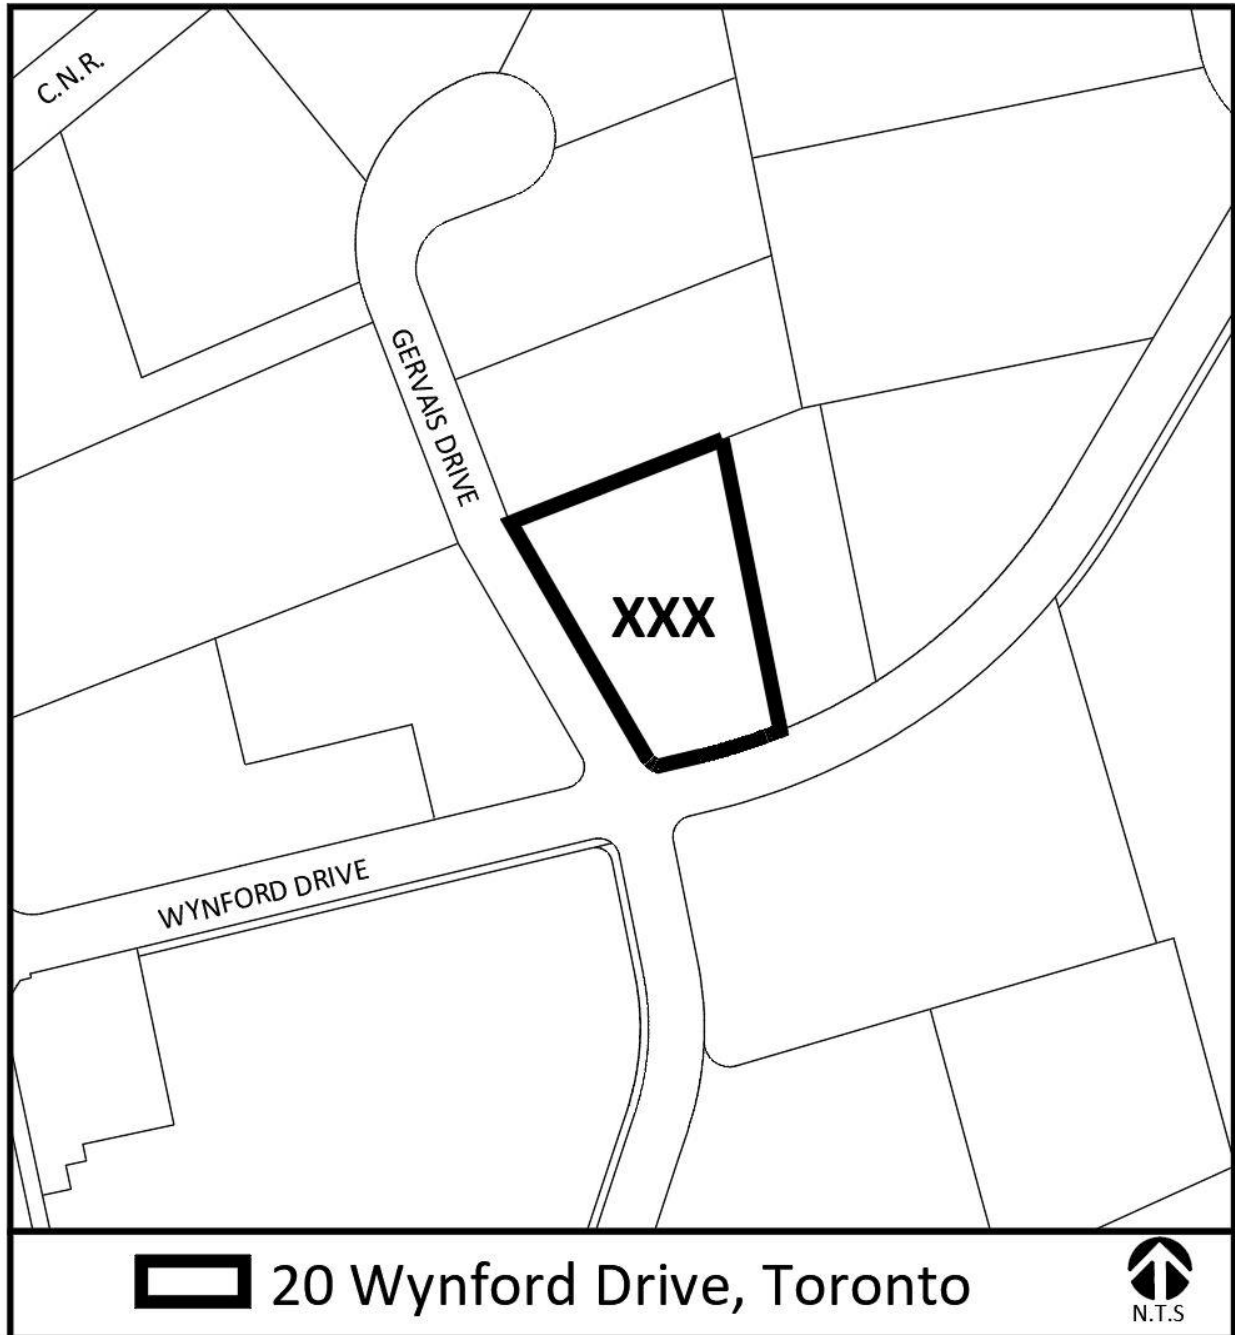 C.N.R.
GERVAIS DRIVE
XXX
WYNFORD DRIVE
20 Wynford Drive, Toronto
N.T.S